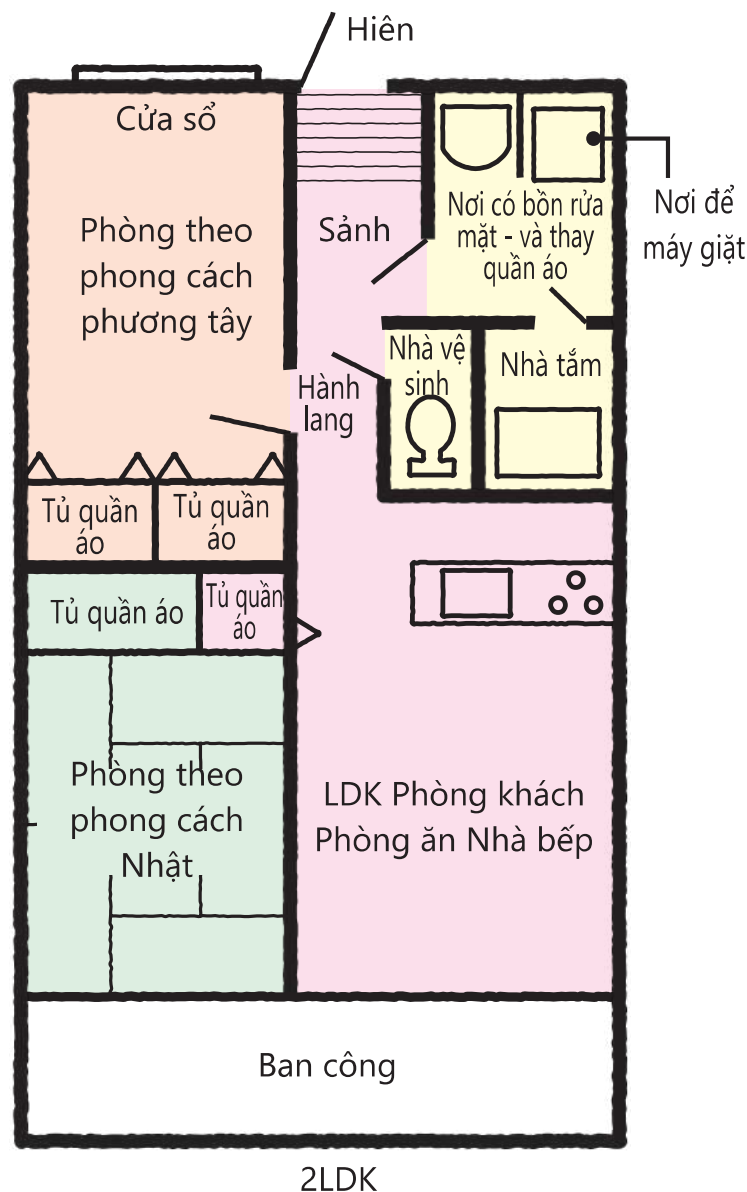 Hiên
Cửa sổ
Phòng theo
phong cách
phương tây
Sảnh
Nơi có bồn rửa
mặt - và thay
quần áo
Nơi để
máy giặt
Nhà vệ
sinh
Nhà tắm
Hành
lang
Tủ quần
áo
Tủ quần
áo
Tủ quần áo
Tủ quần
áo
Phòng theo
phong cách
Nhật
LDK Phòng khách
Phòng ăn Nhà bếp
Ban công
2LDK